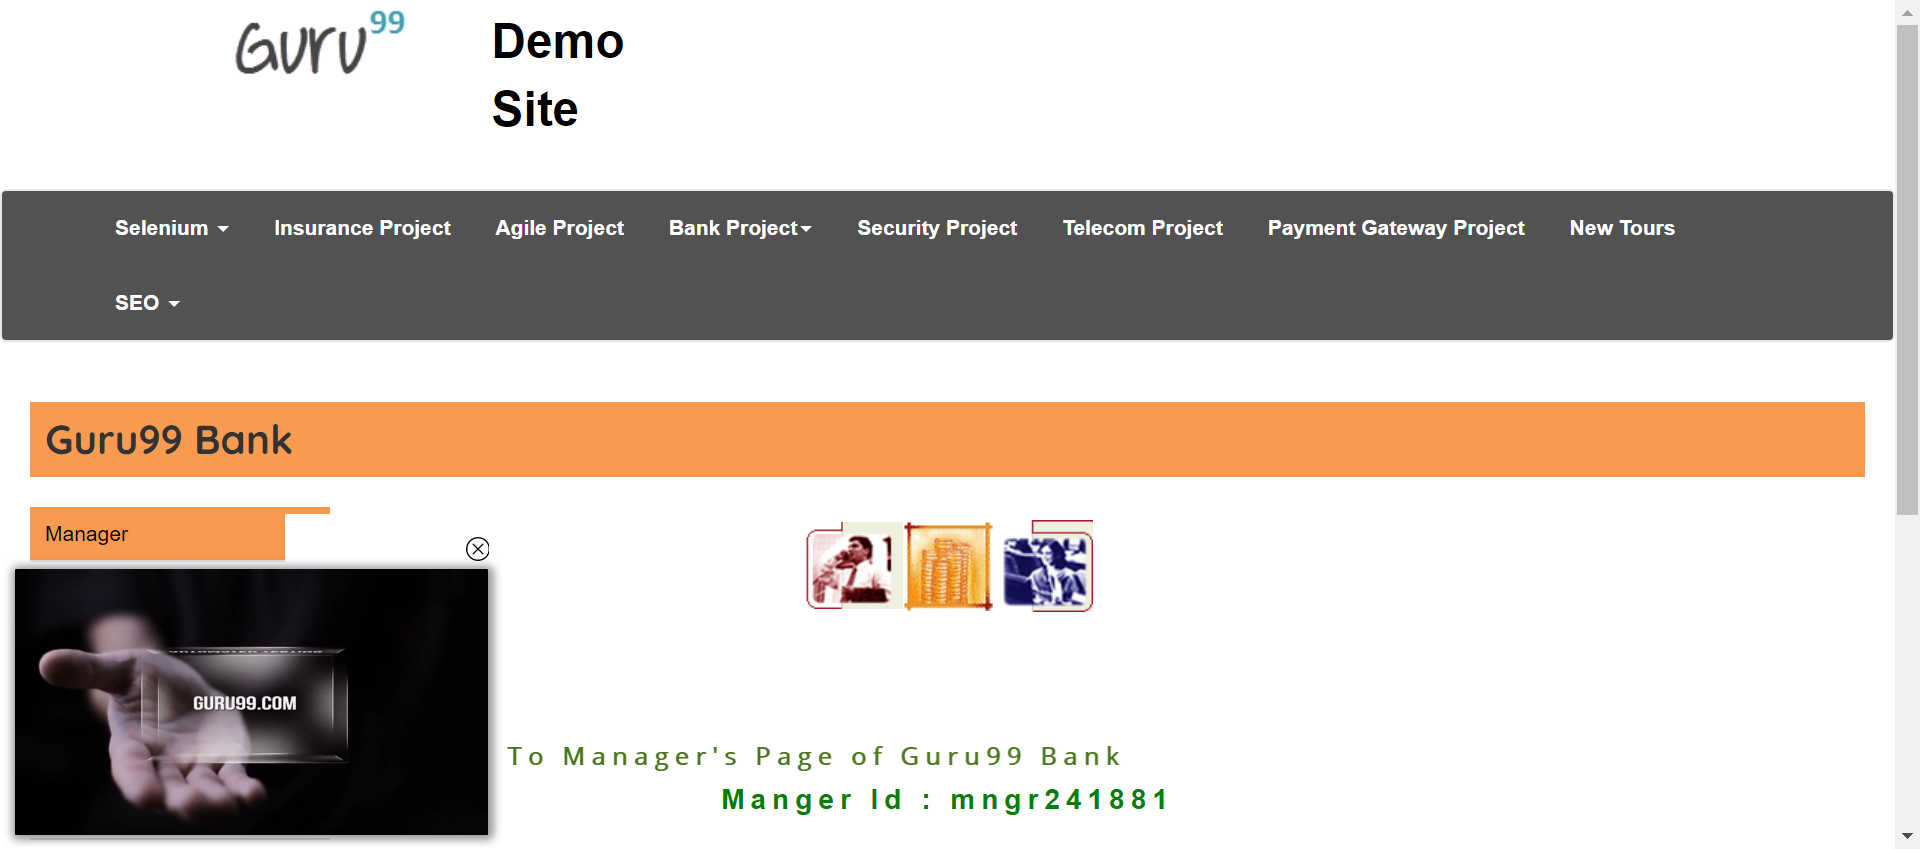 Guru99
Demo
Site
Selenium
Insurance Project
Agile Project
Bank Project
Security Project
Telecom Project
Payment Gateway Project
New Tours
SEO
Guru99 Bank
Manager
GURU99.COM
To Manager's Page of Guru99 Bank
Manger Id : mngr241881